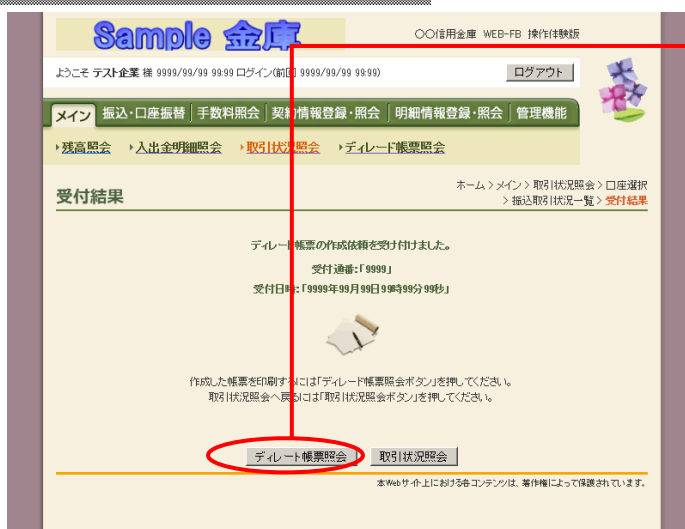 Sample 金庫
〇〇信用金庫 WEB-FB 操作体験版
ようこそ テスト企業 様 9999/99/99 99:99 ログイン(前回 9999/99/99 99:99)
ログアウト
メイン 振込・口座振替 手数料照会 契約情報登録・照会 明細情報登録・照会 管理機能
残高照会 入出金明細照会 取引状況照会 ディレード帳票照会
受付結果
ホーム > メイン > 取引状況照会 > 口座選択
> 振込取引状況一覧 > 受付結果
ディレード帳票の作成依頼を受け付けました。
受付通番:「9999」
受付日時:「9999年99月99日99時99分99秒」
作成した帳票を印刷するには「ディレード帳票照会ボタン」を押してください。
取引状況照会へ戻るには「取引状況照会ボタン」を押してください。
ディレード帳票照会 取引状況照会
本Webサイト上における各コンテンツは、著作権によって保護されています。